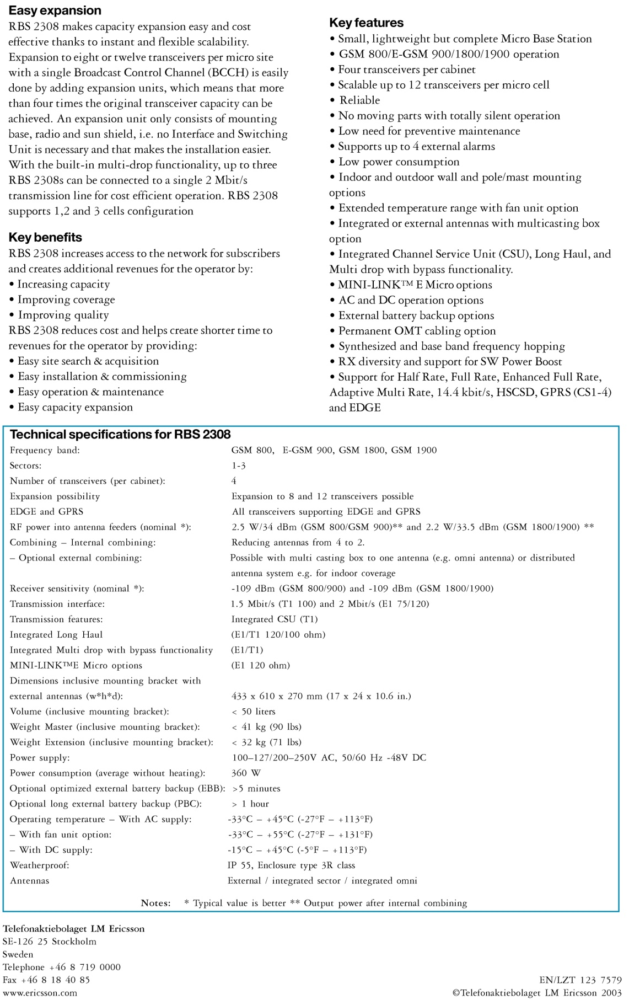 Easy expansion
RBS 2308 makes capacity expansion easy and cost
effective thanks to instant and flexible scalability.
Expansion to eight or twelve transceivers per micro site
with a single Broadcast Control Channel (BCCH) is easily
done by adding expansion units, which means that more
than four times the original transceiver capacity can be
achieved. An expansion unit only consists of mounting
base, radio and sun shield, i.e. no Interface and Switching
Unit is necessary and that makes the installation easier.
With the built-in multi-drop functionality, up to three
RBS 2308s can be connected to a single 2 Mbit/s
transmission line for cost efficient operation. RBS 2308
supports 1,2 and 3 cells configuration
Key benefits
RBS 2308 increases access to the network for subscribers
and creates additional revenues for the operator by:
• Increasing capacity
• Improving coverage
• Improving quality
RBS 2308 reduces cost and helps create shorter time to
revenues for the operator by providing:
• Easy site search & acquisition
• Easy installation & commissioning
• Easy operation & maintenance
• Easy capacity expansion
Key features
• Small, lightweight but complete Micro Base Station
• GSM 800/E-GSM 900/1800/1900 operation
• Four transceivers per cabinet
• Scalable up to 12 transceivers per micro cell
• Reliable
• No moving parts with totally silent operation
• Low need for preventive maintenance
• Supports up to 4 external alarms
• Low power consumption
• Indoor and outdoor wall and pole/mast mounting
options
• Extended temperature range with fan unit option
• Integrated or external antennas with multicasting box
option
• Integrated Channel Service Unit (CSU), Long Haul, and
Multi drop with bypass functionality.
• MINI-LINK™ E Micro options
• AC and DC operation options
• External battery backup options
• Permanent OMT cabling option
• Synthesized and base band frequency hopping
• RX diversity and support for SW Power Boost
• Support for Half Rate, Full Rate, Enhanced Full Rate,
Adaptive Multi Rate, 14.4 kbit/s, HSCSD, GPRS (CS1-4)
and EDGE
Technical specifications for RBS 2308
Frequency band: GSM 800, E-GSM 900, GSM 1800, GSM 1900
Sectors: 1-3
Number of transceivers (per cabinet): 4
Expansion possibility Expansion to 8 and 12 transceivers possible
EDGE and GPRS All transceivers supporting EDGE and GPRS
RF power into antenna feeders (nominal *): 2.5 W/34 dBm (GSM 800/GSM 900)** and 2.2 W/33.5 dBm (GSM 1800/1900) **
Combining – Internal combining: Reducing antennas from 4 to 2.
– Optional external combining: Possible with multi casting box to one antenna (e.g. omni antenna) or distributed
antenna system e.g. for indoor coverage
Receiver sensitivity (nominal *): -109 dBm (GSM 800/900) and -109 dBm (GSM 1800/1900)
Transmission interface: 1.5 Mbit/s (T1 100) and 2 Mbit/s (E1 75/120)
Transmission features: Integrated CSU (T1)
Integrated Long Haul (E1/T1 120/100 ohm)
Integrated Multi drop with bypass functionality (E1/T1)
MINI-LINK™E Micro options (E1 120 ohm)
Dimensions inclusive mounting bracket with
external antennas (w*h*d): 433 x 610 x 270 mm (17 x 24 x 10.6 in.)
Volume (inclusive mounting bracket): < 50 liters
Weight Master (inclusive mounting bracket): < 41 kg (90 lbs)
Weight Extension (inclusive mounting bracket): < 32 kg (71 lbs)
Power supply: 100–127/200–250V AC, 50/60 Hz -48V DC
Power consumption (average without heating): 360 W
Optional optimized external battery backup (EBB): >5 minutes
Optional long external battery backup (PBC): > 1 hour
Operating temperature – With AC supply: -33°C – +45°C (-27°F – +113°F)
– With fan unit option: -33°C – +55°C (-27°F – +131°F)
– With DC supply: -15°C – +45°C (-5°F – +113°F)
Weatherproof: IP 55, Enclosure type 3R class
Antennas External / integrated sector / integrated omni
Notes: * Typical value is better ** Output power after internal combining
Telefonaktiebolaget LM Ericsson
SE-126 25 Stockholm
Sweden
Telephone +46 8 719 0000
Fax +46 8 18 40 85
www.ericsson.com
EN/LZT 123 7579
©Telefonaktiebolaget LM Ericsson 2003